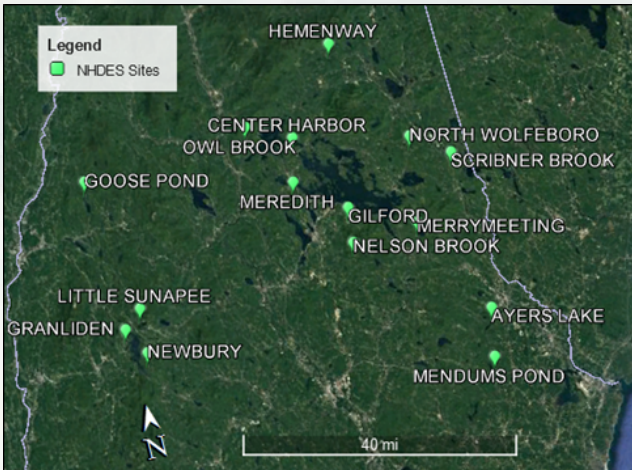 HEMENWAY
Legend
NHDES Sites
CENTER HARBOR
NORTH WOLFEBORO
OWL BROOK
SCRIBNER BROOK
GOOSE POND
MEREDITH
GILFORD
MERRYMEETING
NELSON BROOK
LITTLE SUNAPEE
AYERS LAKE
GRANLIDEN
NEWBURY
MENDUMS POND
N
40 mi